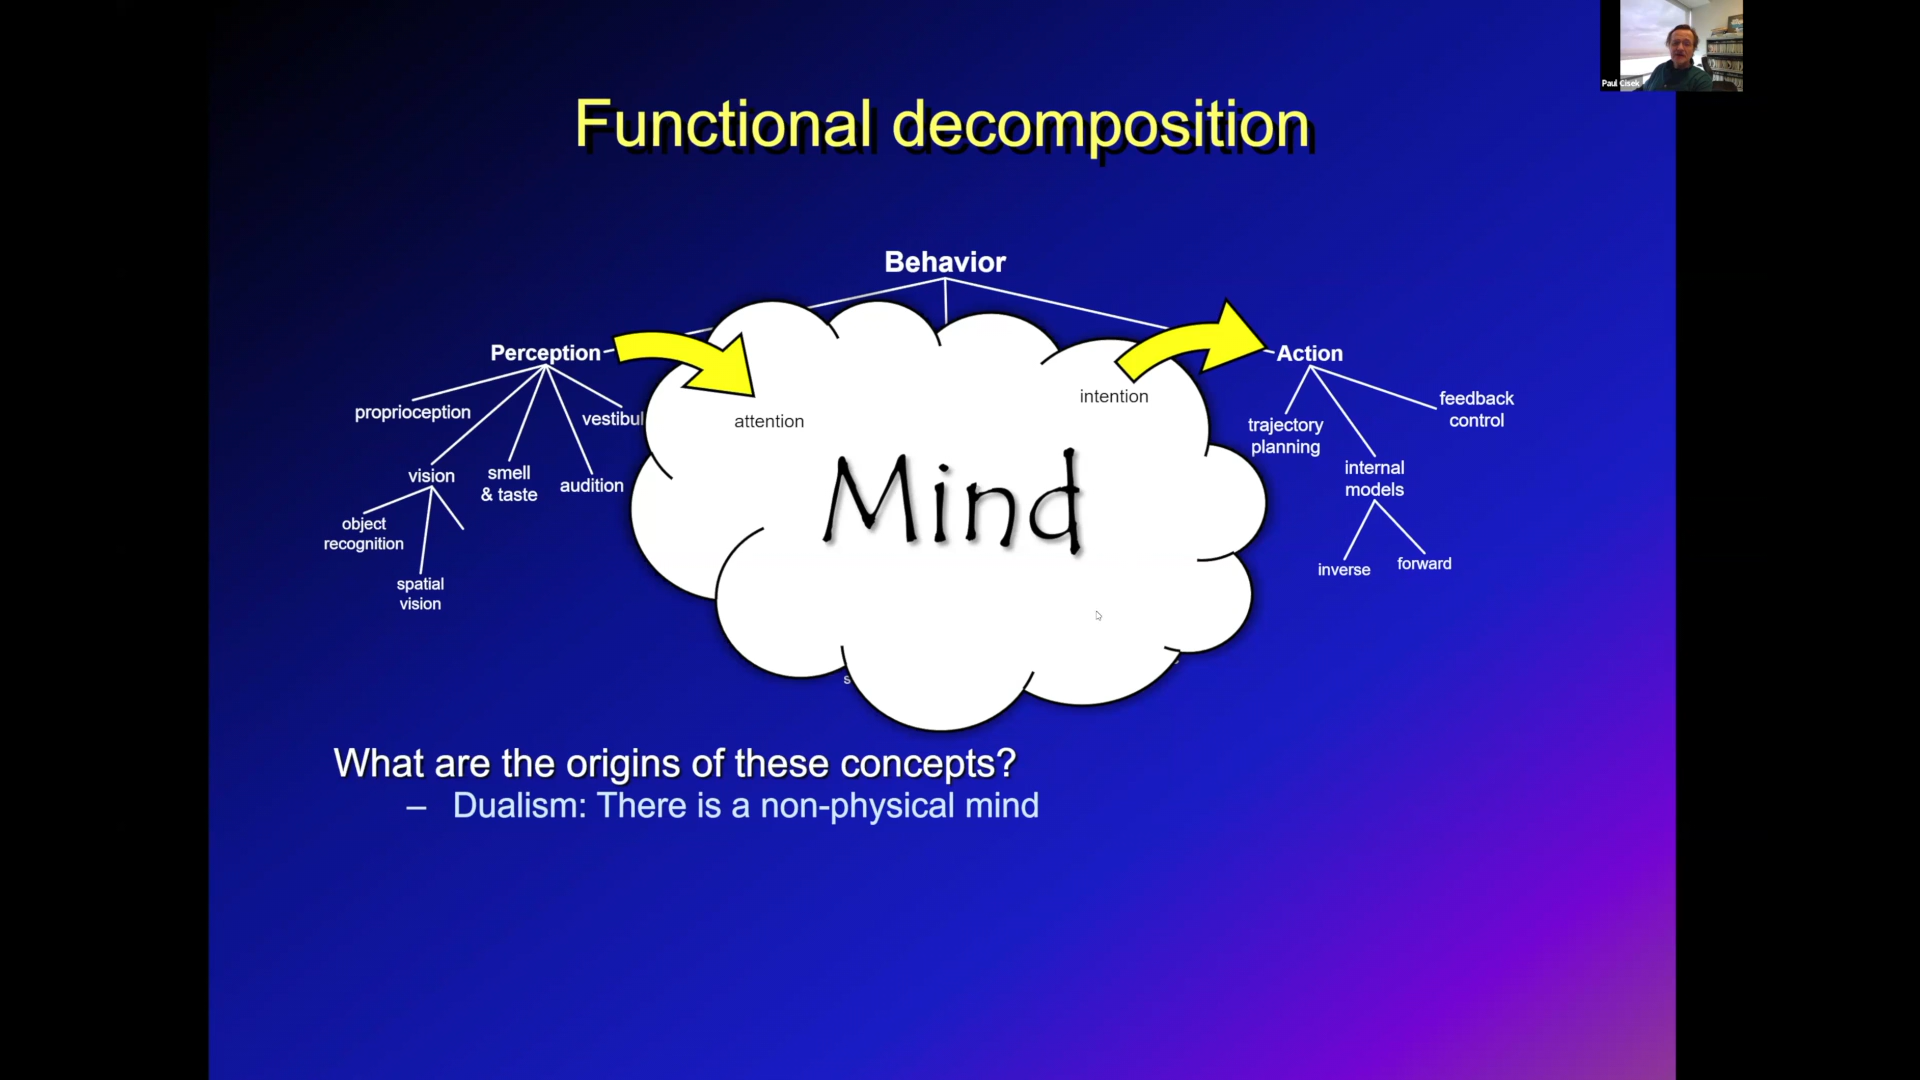 Paul Cisek
Functional decomposition
Behavior
Perception
Action
proprioception
vestibul
attention
intention
trajectory
planning
feedback
control
vision
smell
& taste
audition
Mind
internal
models
object
recognition
spatial
vision
inverse
forward
s
What are the origins of these concepts?
– Dualism: There is a non-physical mind